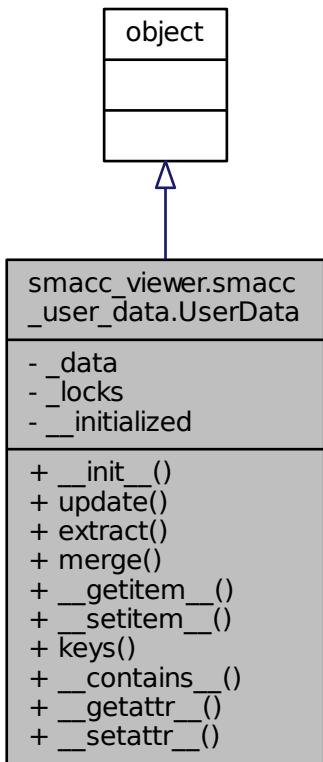 object
smacc_viewer.smacc
_user_data.UserData
- _data
- _locks
- __initialized
+ __init__()
+ update()
+ extract()
+ merge()
+ __getitem__()
+ __setitem__()
+ keys()
+ __contains__()
+ __getattr__()
+ __setattr__()